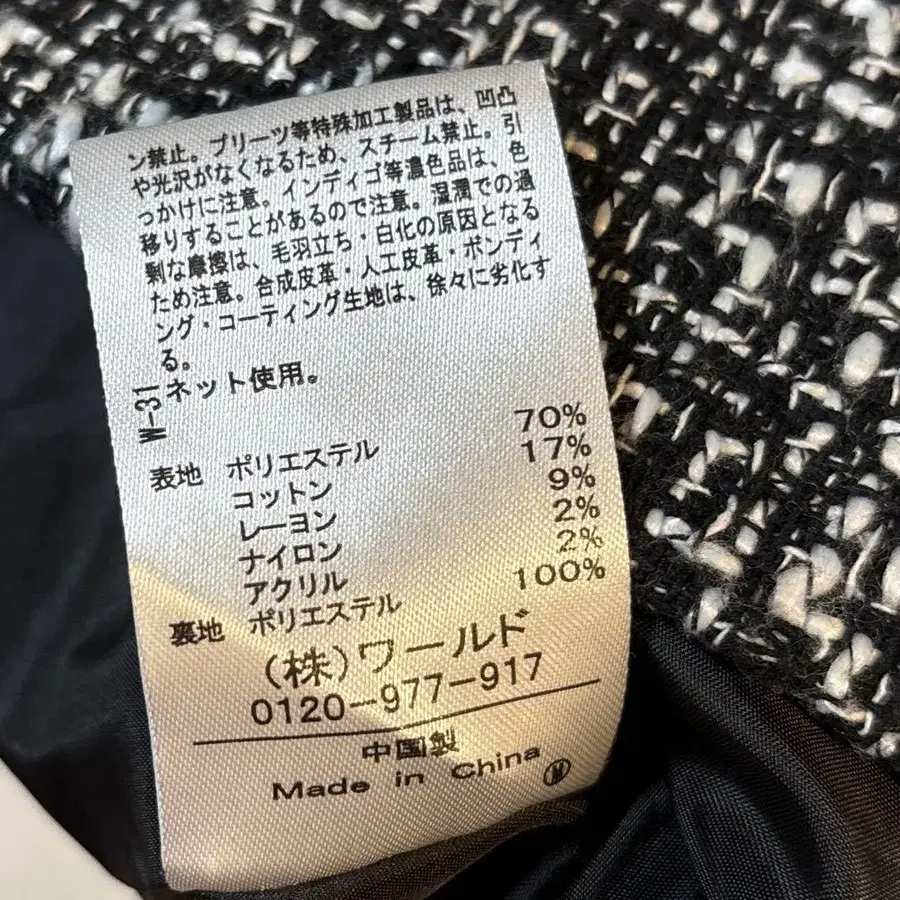 ン禁止。プリーツ等特殊加工製品は、凹凸
や光沢がなくなるため、スチーム禁止。引
っかけに注意。インディゴ等濃色品は、色
移りすることがあるので注意。湿潤での過
剰な摩擦は、毛羽立ち・白化の原因となる
ため注意。合成皮革・人工皮革・ボンディ
ング・コーティング生地は、徐々に劣化す
る。
ネット使用。
W-31
表地 ポリエステル 70%
コットン 17%
レーヨン 9%
ナイロン 2%
アクリル 2%
裏地 ポリエステル 100%
(株)ワールド
0120-977-917
中国製
Made in China
M